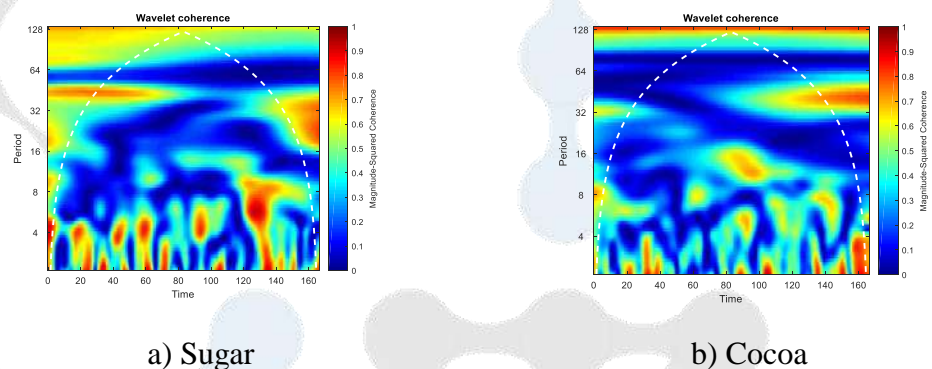 Wavelet coherence
128
64
32
16
8
4
0 20 40 60 80 100 120 140 160
Time
Period
1
0.9
0.8
0.7
0.6
0.5
0.4
0.3
0.2
0.1
0
Magnitude-Squared Coherence
a) Sugar
Wavelet coherence
128
64
32
16
8
4
0 20 40 60 80 100 120 140 160
Time
Period
1
0.9
0.8
0.7
0.6
0.5
0.4
0.3
0.2
0.1
0
Magnitude-Squared Coherence
b) Cocoa